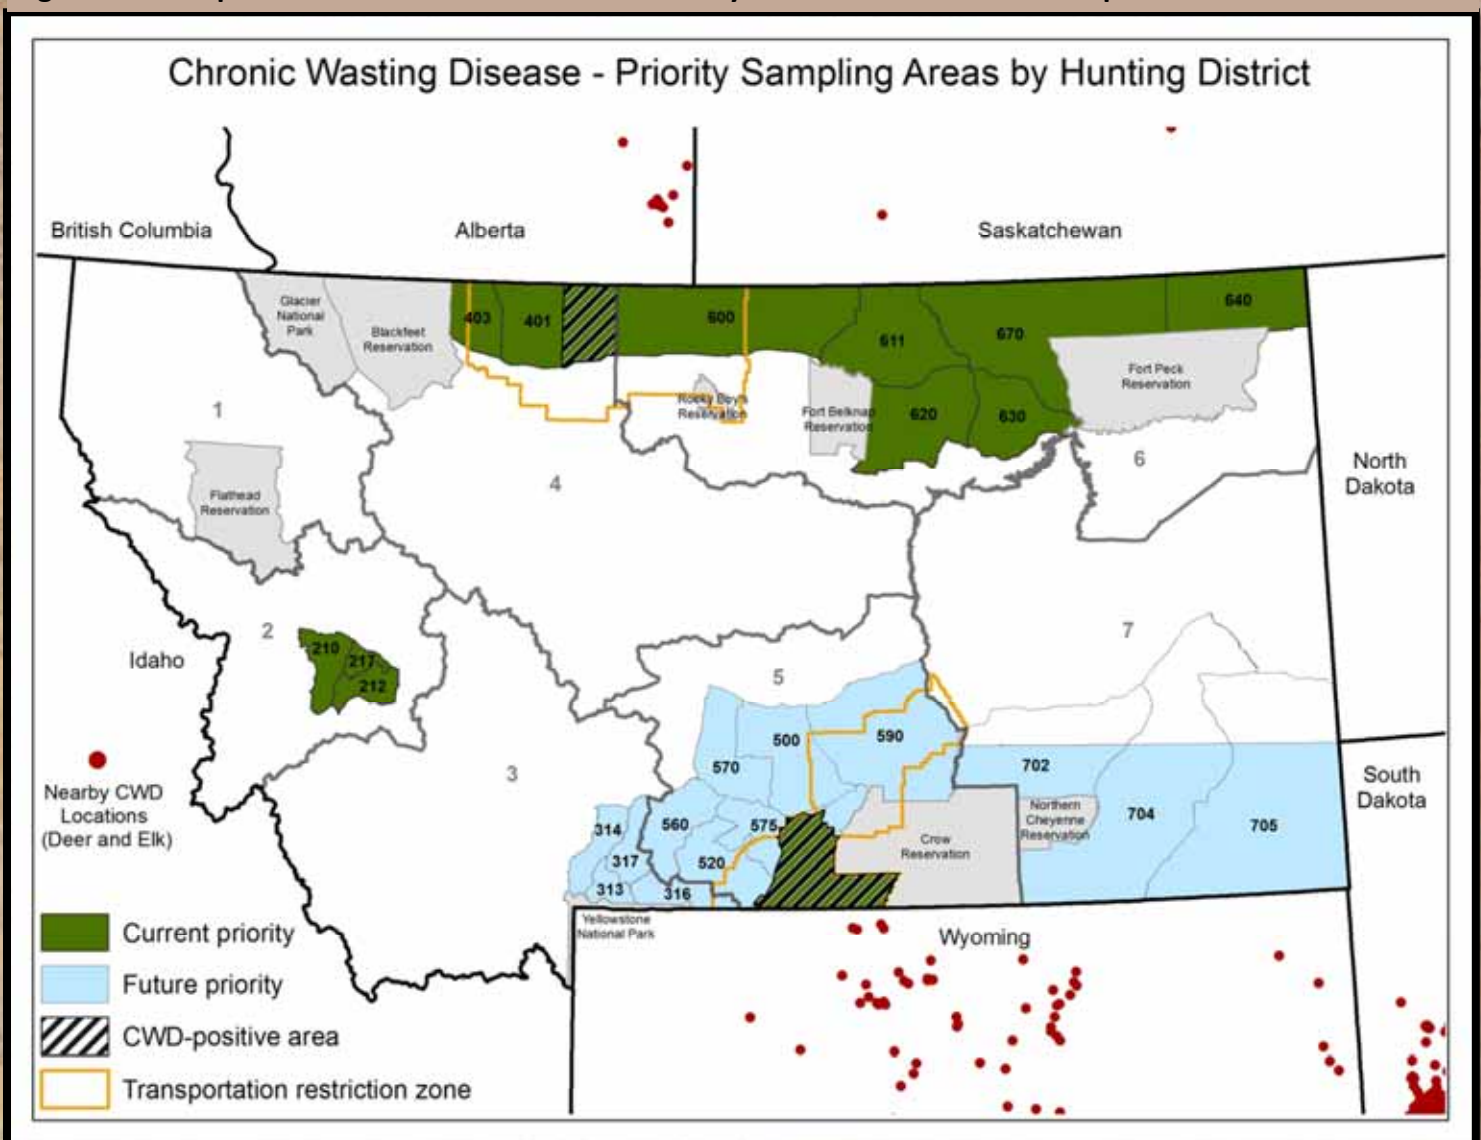 Chronic Wasting Disease - Priority Sampling Areas by Hunting District
British Columbia
Alberta
Saskatchewan
Glacier
National
Park
Blackfeet
Reservation
403
401
600
611
670
640
Fort Peck
Reservation
Rocky Boy's
Reservation
Fort Belknap
Reservation
620
630
1
4
6
North
Dakota
Flathead
Reservation
2
210
217
212
Idaho
5
7
3
570
500
590
702
704
705
South
Dakota
Nearby CWD
Locations
(Deer and Elk)
314
317
313
316
560
575
520
Crow
Reservation
Northern
Cheyenne
Reservation
Yellowstone
National Park
Wyoming
Current priority
Future priority
CWD-positive area
Transportation restriction zone